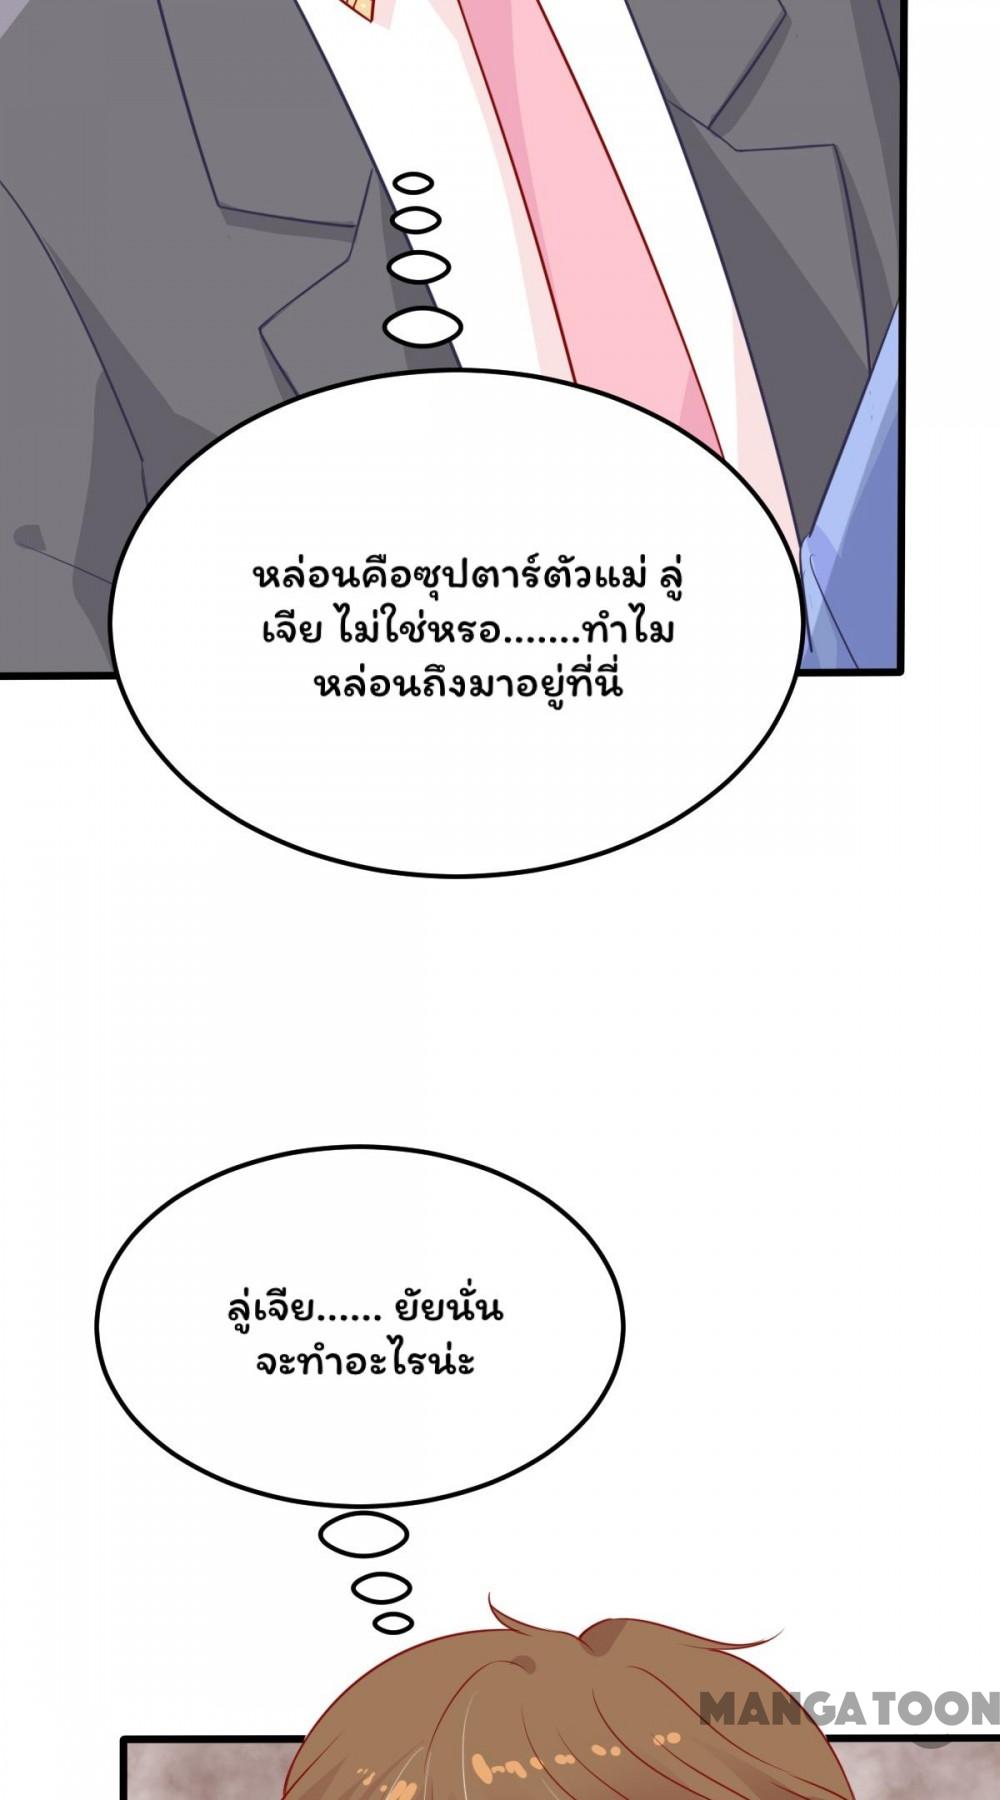 หล่อนคือซุปตาร์ตัวแม่ ลู่
เจีย ไม่ใช่หรอ.......ทำไม
หล่อนถึงมาอยู่ที่นี่
ลู่เจีย...... ยัยนั่น
จะทำอะไรน่ะ
MANGATOON